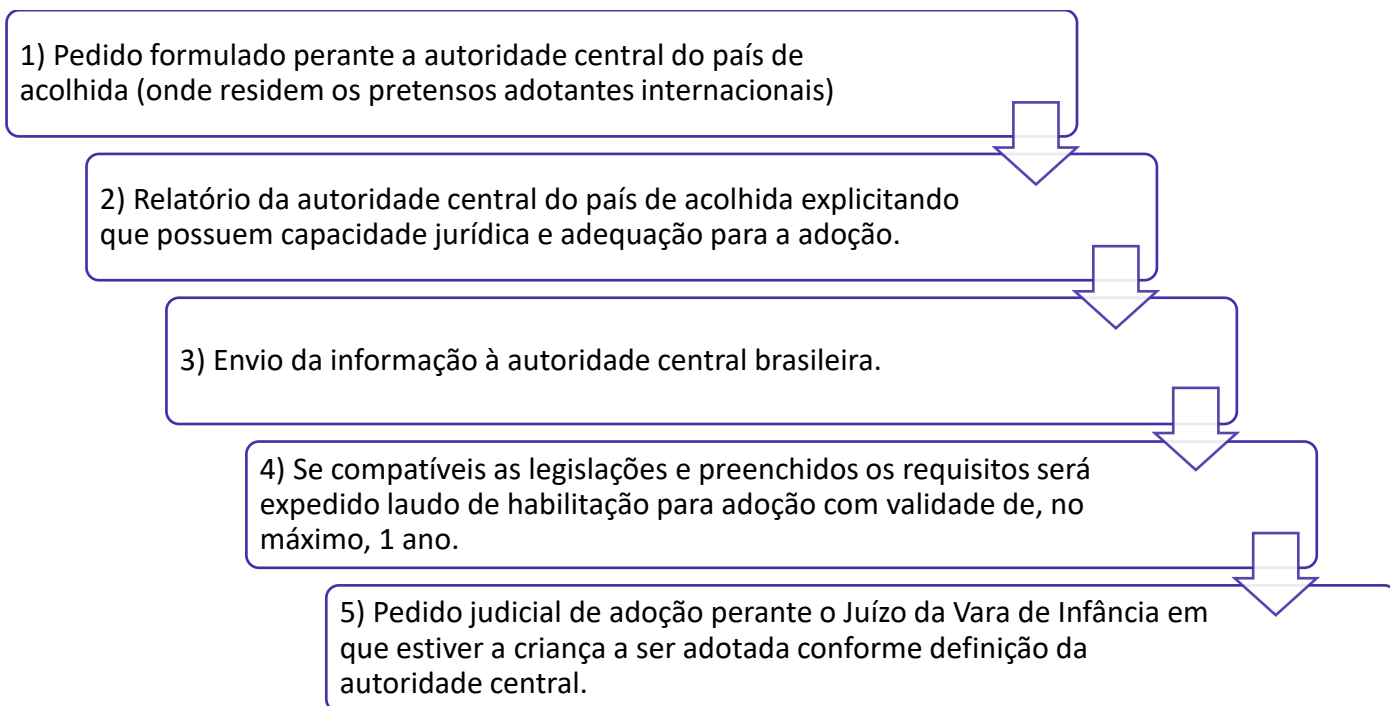 1) Pedido formulado perante a autoridade central do país de
acolhida (onde residem os pretensos adotantes internacionais)
2) Relatório da autoridade central do país de acolhida explicitando
que possuem capacidade jurídica e adequação para a adoção.
3) Envio da informação à autoridade central brasileira.
4) Se compatíveis as legislações e preenchidos os requisitos será
expedido laudo de habilitação para adoção com validade de, no
máximo, 1 ano.
5) Pedido judicial de adoção perante o Juízo da Vara de Infância em
que estiver a criança a ser adotada conforme definição da
autoridade central.